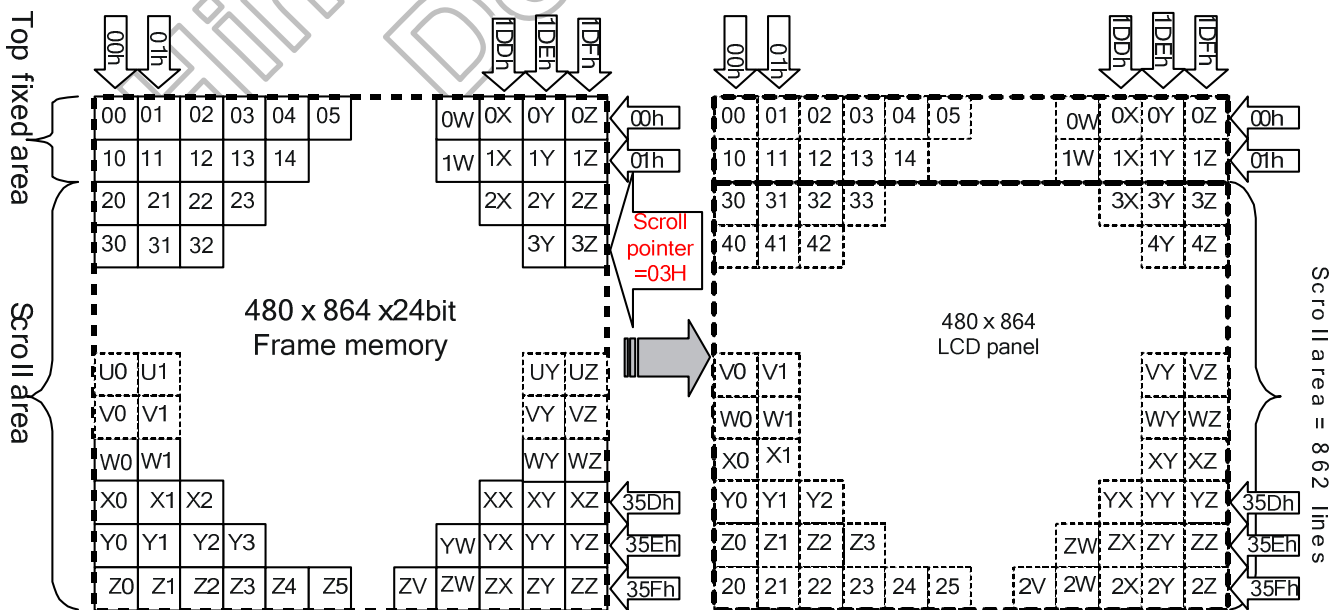 Him
Do
00h 01h 1DDh 1DEh 1DFh
00h 01h 1DDh 1DEh 1DFh
Top fixed area
Scroll area
00 01 02 03 04 05 0W 0X 0Y 0Z 00h
10 11 12 13 14 1W 1X 1Y 1Z 01h
20 21 22 23 2X 2Y 2Z
30 31 32 3Y 3Z
Scroll
pointer
=03H
480 x 864 x24bit
Frame memory
U0 U1 UY UZ
V0 V1 VY VZ
W0 W1 WY WZ
X0 X1 X2 XX XY XZ 35Dh
Y0 Y1 Y2 Y3 YW YX YY YZ 35Eh
Z0 Z1 Z2 Z3 Z4 Z5 ZV ZW ZX ZY ZZ 35Fh
00 01 02 03 04 05 0W 0X 0Y 0Z 00h
10 11 12 13 14 1W 1X 1Y 1Z 01h
30 31 32 33 3X 3Y 3Z
40 41 42 4Y 4Z
480 x 864
LCD panel
V0 V1 VY VZ
W0 W1 WY WZ
X0 X1 XY XZ
Y0 Y1 Y2 YX YY YZ 35Dh
Z0 Z1 Z2 Z3 ZW ZX ZY ZZ 35Eh
20 21 22 23 24 25 2V 2W 2X 2Y 2Z 35Fh
Scroll area = 862 lines